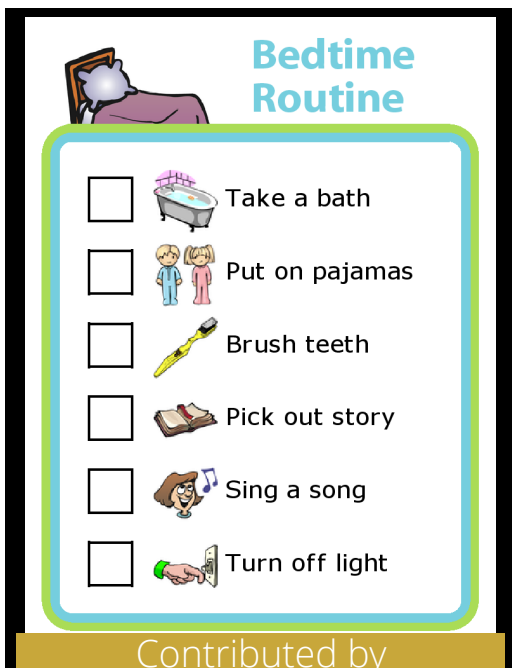 Bedtime
Routine
Take a bath
Put on pajamas
Brush teeth
Pick out story
Sing a song
Turn off light
Contributed by